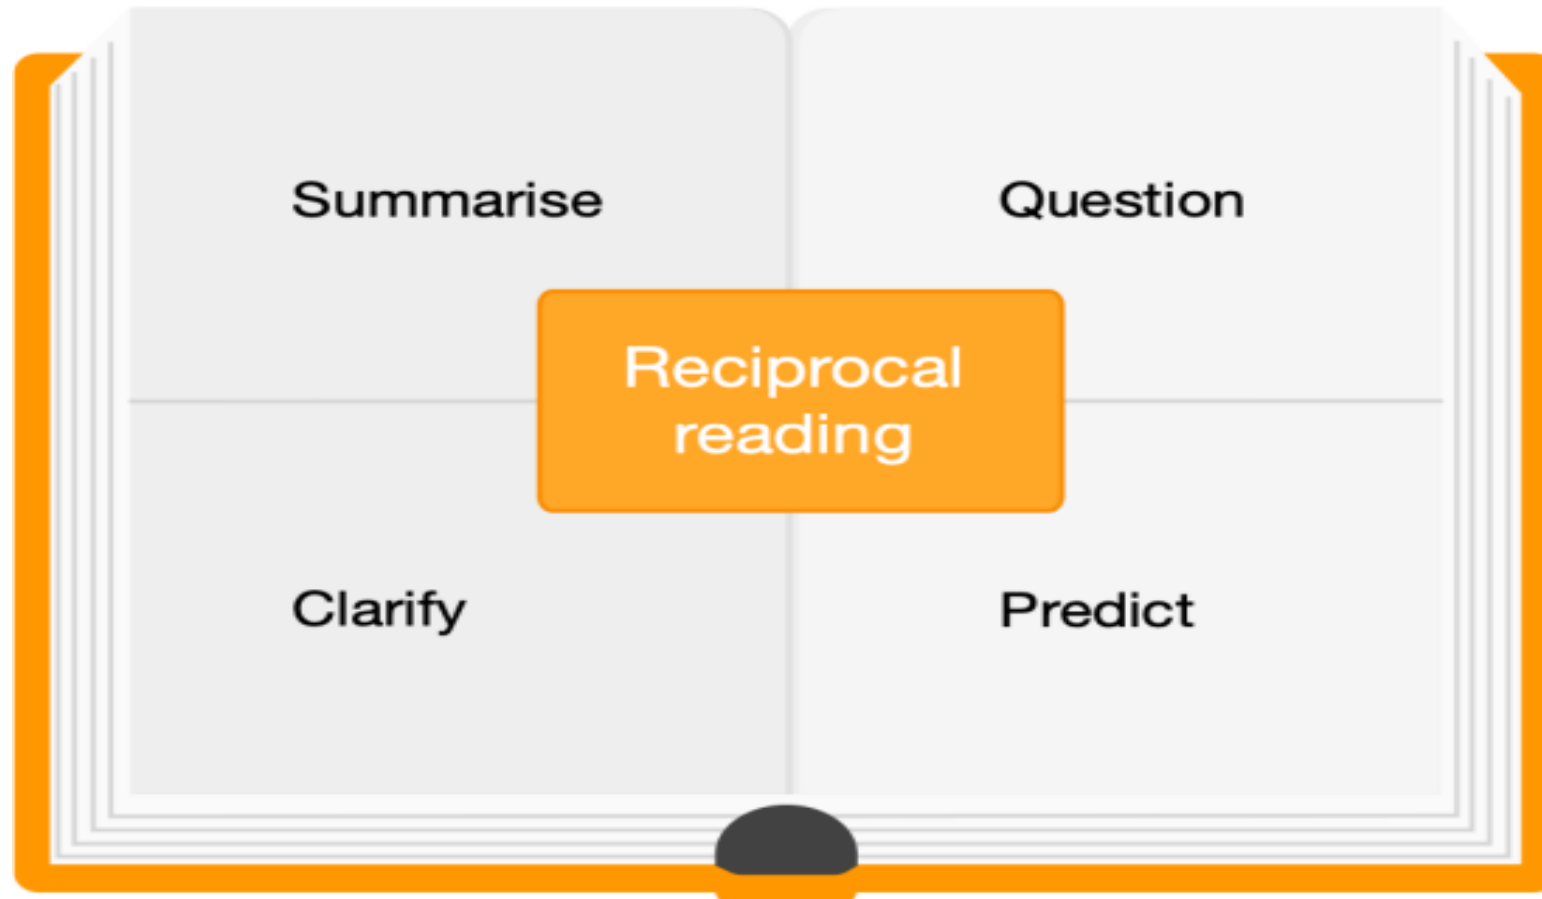 Summarise
Question
Reciprocal
reading
Clarify
Predict